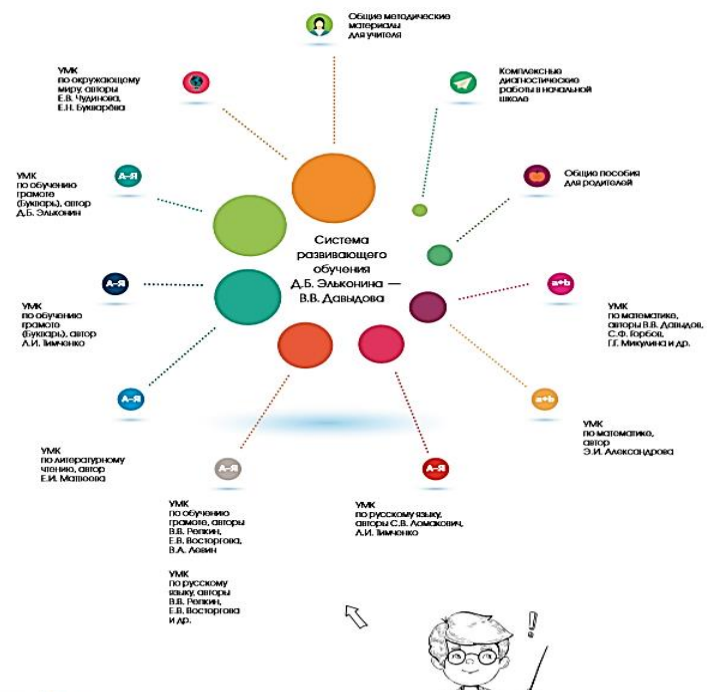 Общие методические
материалы
для учителя
Комплексные
диагностические
работы в начальной
школе
Общие пособия
для родителей
a+b
УМК
по математике,
авторы В.В. Давыдов,
С.Ф. Горбов,
Г.Г. Микулина и др.
a+b
УМК
по математике,
автор
Э.И. Александрова
А-Я
УМК
по русскому языку,
авторы С.В. Ломакович,
Л.И. Тимченко
А-Я
УМК
по обучению
грамоте, авторы
В.В. Репкин,
Е.В. Восторгова,
В.А. Левин
УМК
по русскому
языку, авторы
В.В. Репкин,
Е.В. Восторгова
и др.
А-Я
УМК
по литературному
чтению, автор
Е.И. Матвеева
А-Я
УМК
по обучению
грамоте
(Букварь), автор
Л.И. Тимченко
А-Я
УМК
по обучению
грамоте
(Букварь), автор
Д.Б. Эльконин
УМК
по окружающему
миру, авторы
Е.В. Чудинова,
Е.Н. Букварёва
Система
развивающего
обучения
Д.Б. Эльконина —
В.В. Давыдова
!